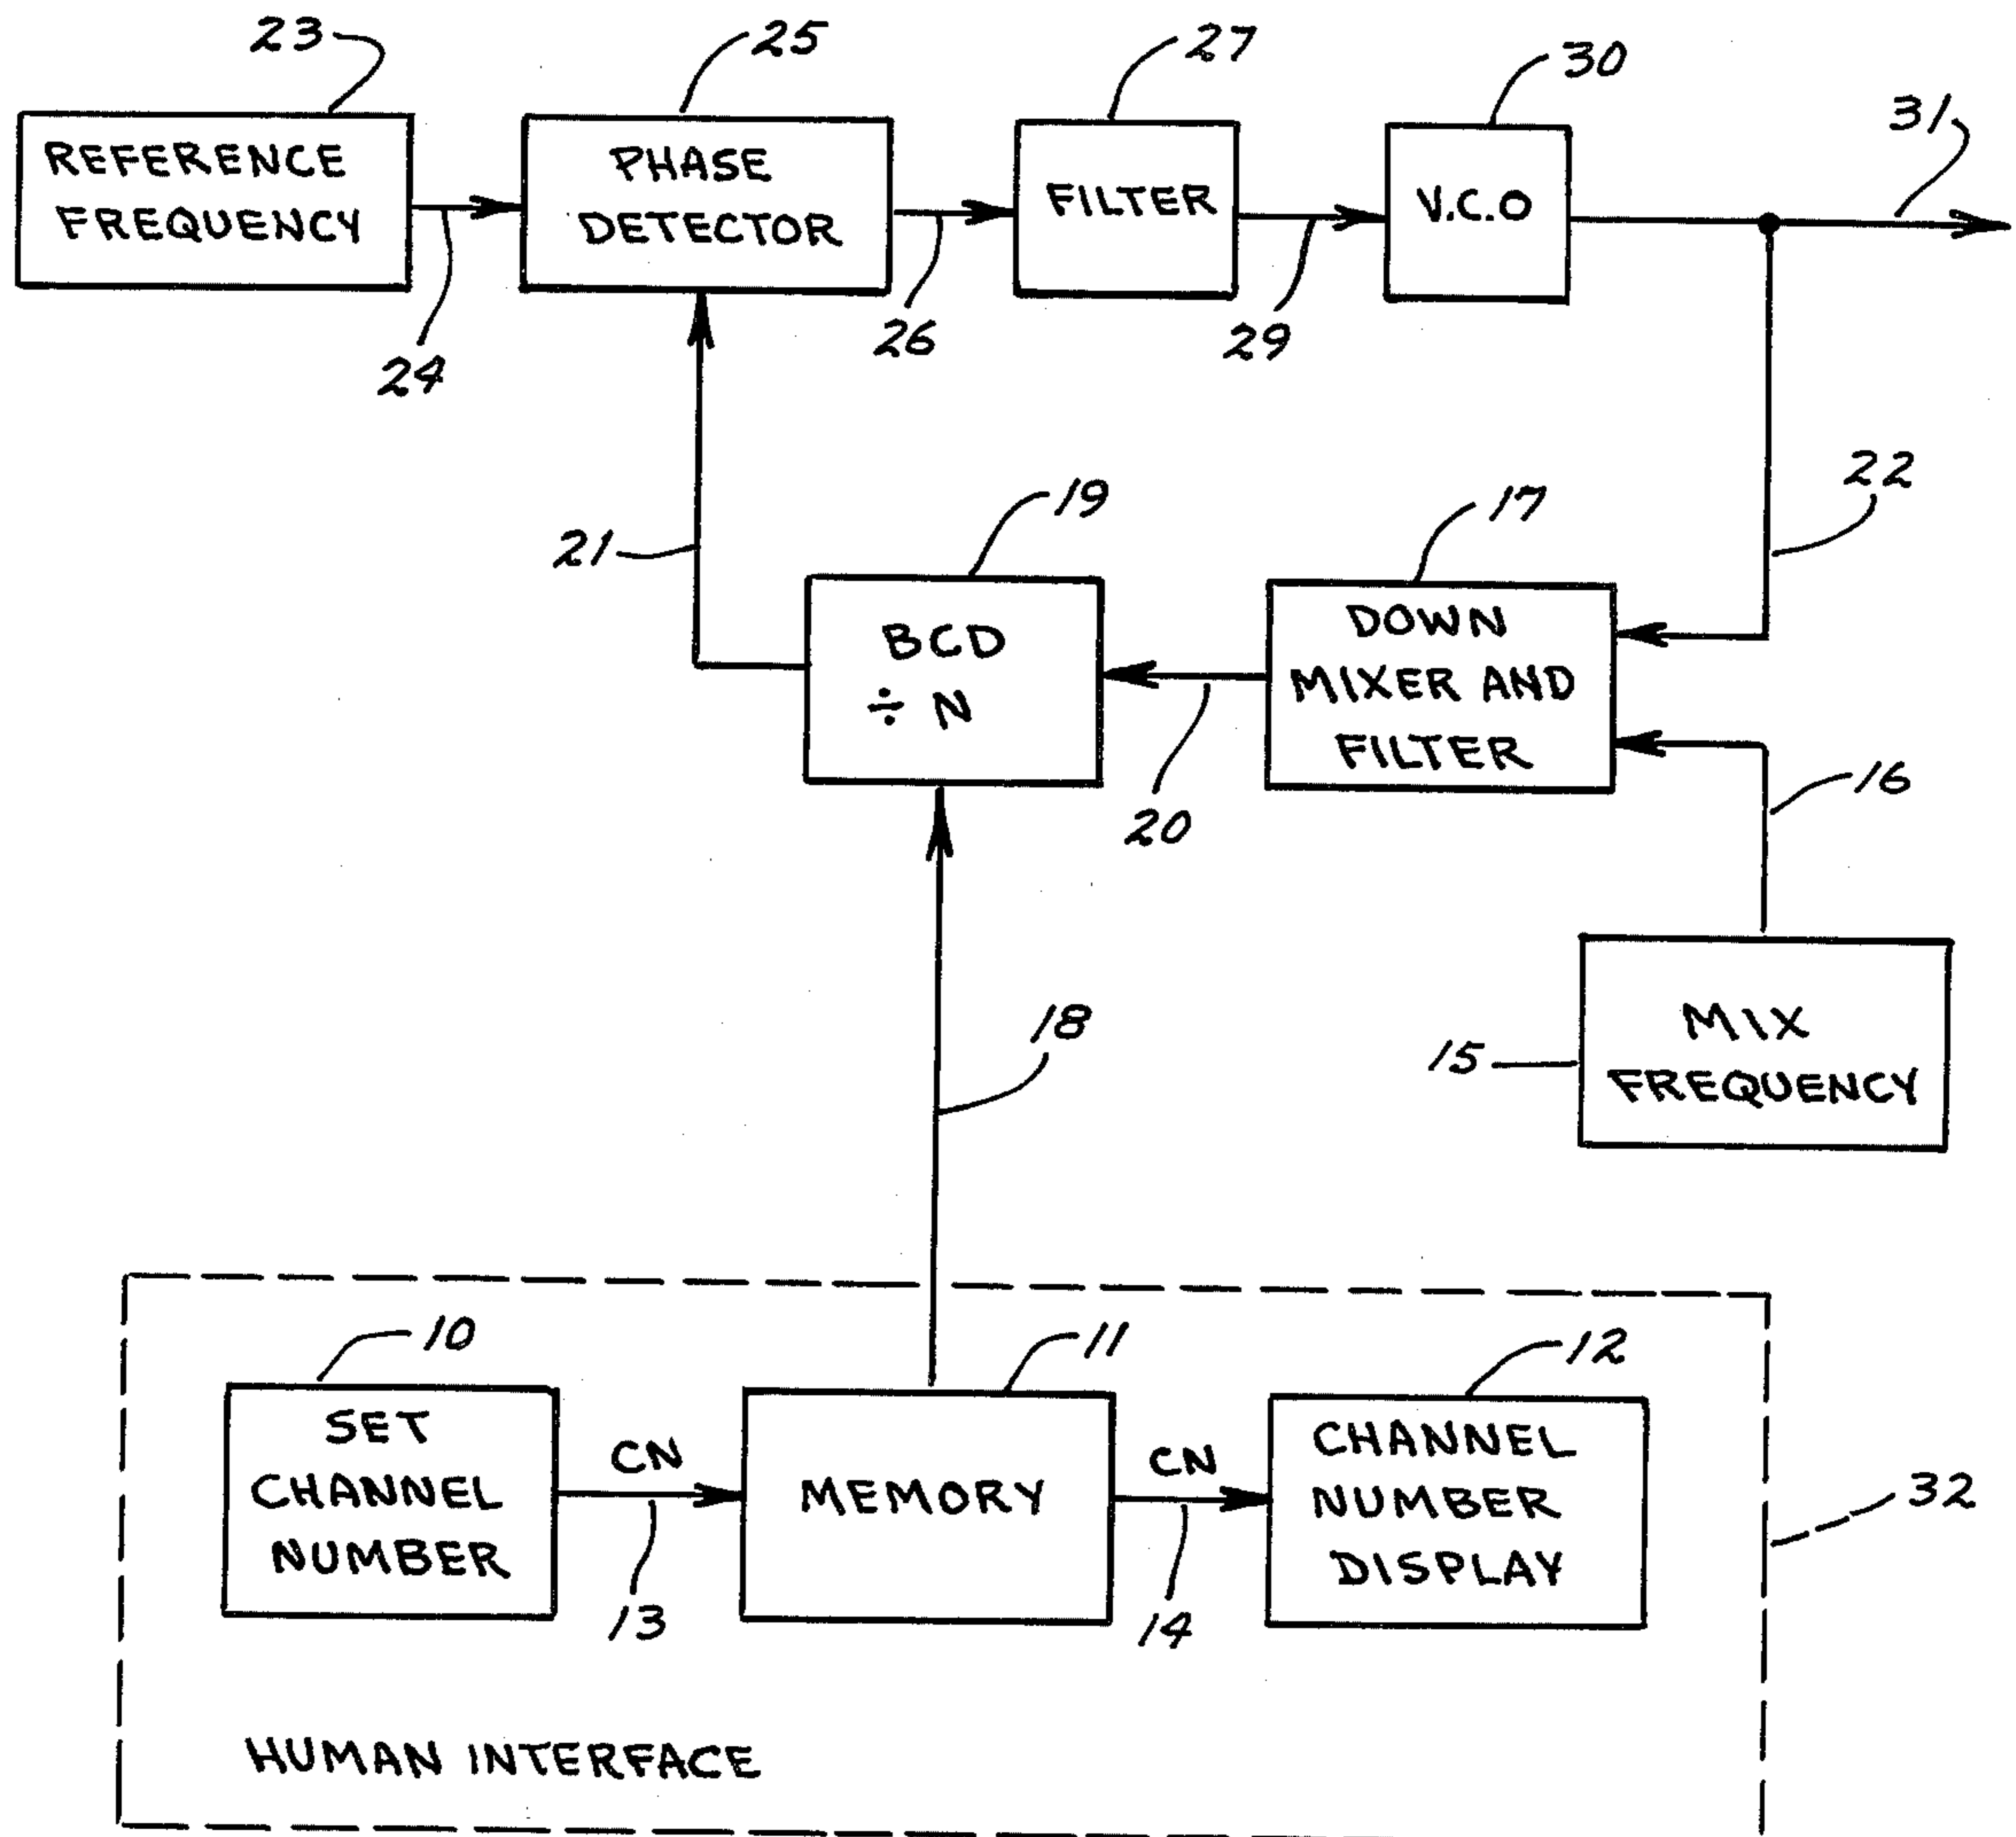 23
25
27
30
31
REFERENCE
FREQUENCY
PHASE
DETECTOR
FILTER
V.C.O
24
26
29
22
19
17
21
BCD
÷ N
DOWN
MIXER AND
FILTER
20
16
18
15
MIX
FREQUENCY
10
11
12
SET
CHANNEL
NUMBER
CN
MEMORY
CN
CHANNEL
NUMBER
DISPLAY
32
13
14
HUMAN INTERFACE